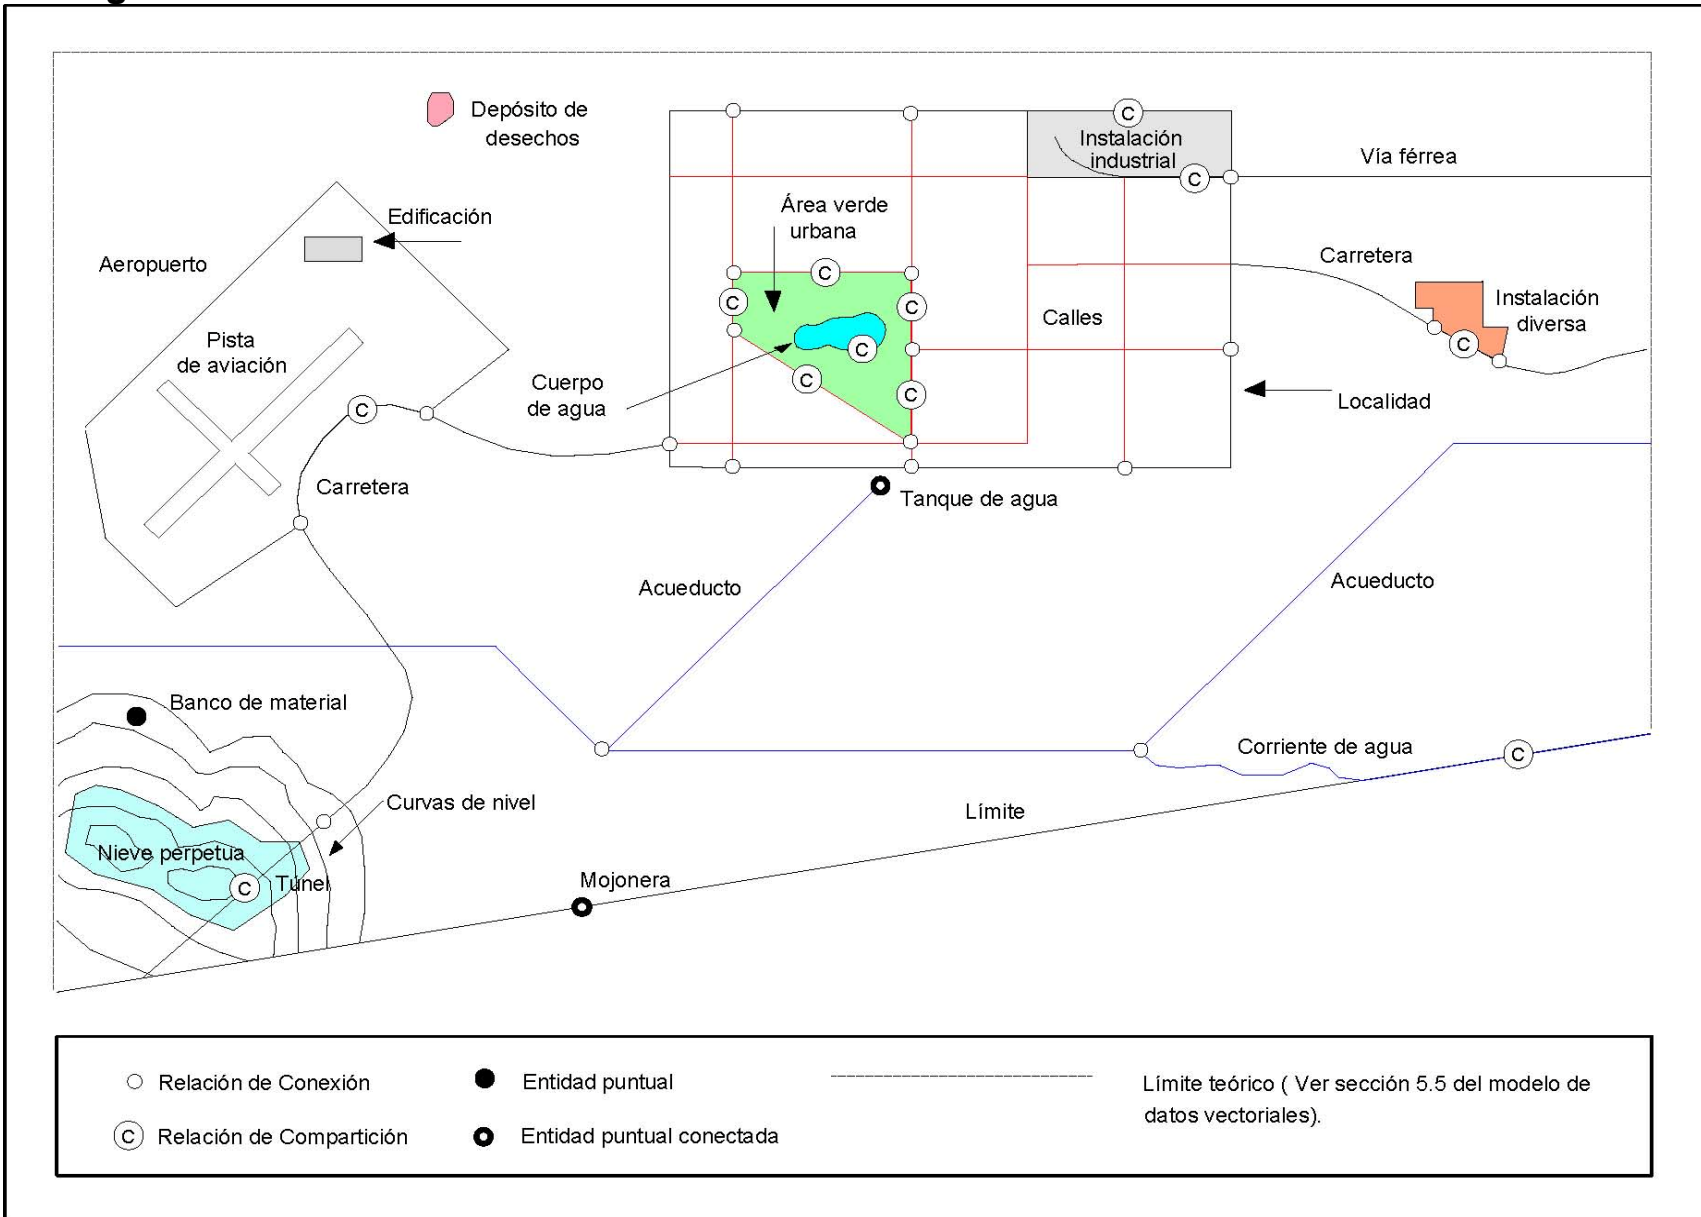 Depósito de
desechos
Edificación
Aeropuerto
Pista
de aviación
Carretera
Cuerpo
de agua
Área verde
urbana
C
Instalación
industrial
C
Vía férrea
C
C
C
C
C
C
C
Calles
Carretera
Instalación
diversa
C
Localidad
Tanque de agua
Acueducto
Acueducto
Banco de material
Curvas de nivel
Nieve perpetua
C
Túnel
Corriente de agua
C
Límite
Mojonera
Relación de Conexión
Entidad puntual
Límite teórico ( Ver sección 5.5 del modelo de
datos vectoriales).
C
Relación de Compartición
Entidad puntual conectada